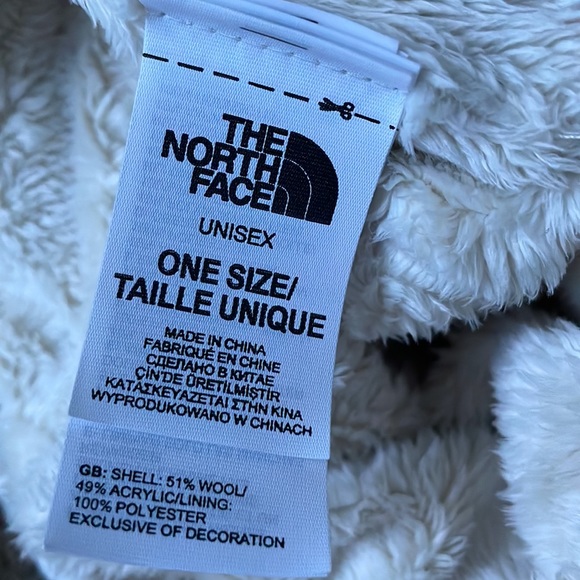 THE
NORTH
FACE
UNISEX
ONE SIZE/
TAILLE UNIQUE
MADE IN CHINA
FABRIQUÉ EN CHINE
СДЕЛАНО В КИТАЕ
ÇİN'DE ÜRETİLMİŞTİR
ΚΑΤΑΣΚΕΥΑΖΕΤΑΙ ΣΤΗΝ ΚΙΝΑ
WYPRODUKOWANO W CHINACH
GB: SHELL: 51% WOOL/
49% ACRYLIC/LINING:
100% POLYESTER
EXCLUSIVE OF DECORATION